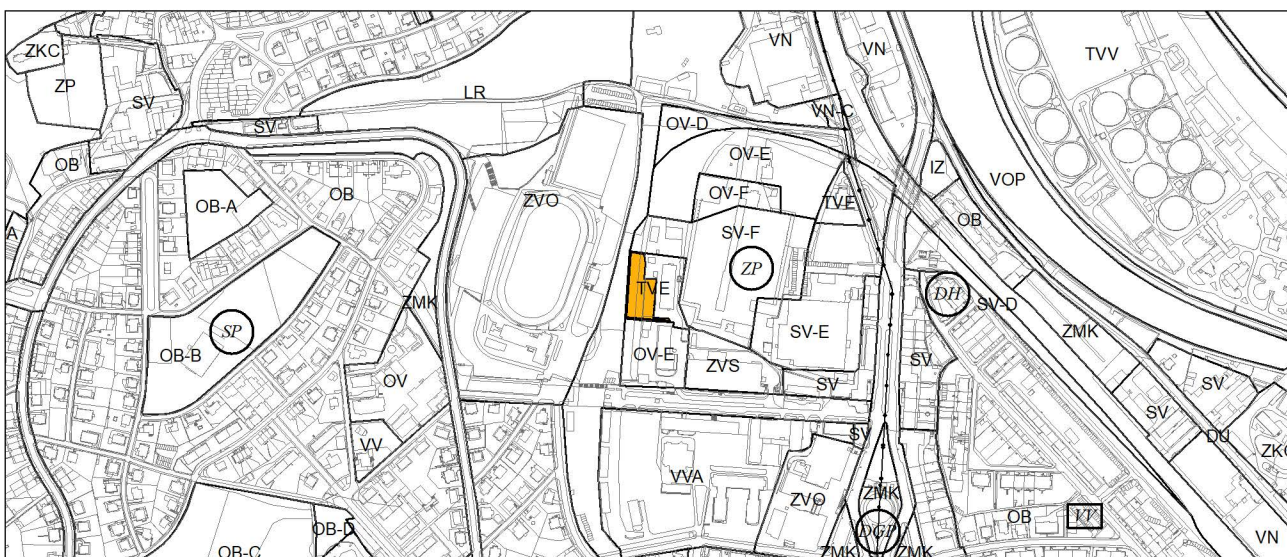 ZKC
ZP
SV
OB
A
LR
SV
OB-A
OB
ZVO
ZMK
SP
OB-B
OV
VV
OB-C
OB-D
VN
VN
VN-C
OV-D
OV-E
OV-F
TVE
SV-F
ZP
TVE
SV-E
OV-E
ZVS
SV
SV
VVA
ZVO
ZMK
DGP
ZMK
ZMK
TVV
IZ
VOP
OB
DH
SV-D
SV
ZMK
SV
SV
DU
ZKC
OB
VV
VN